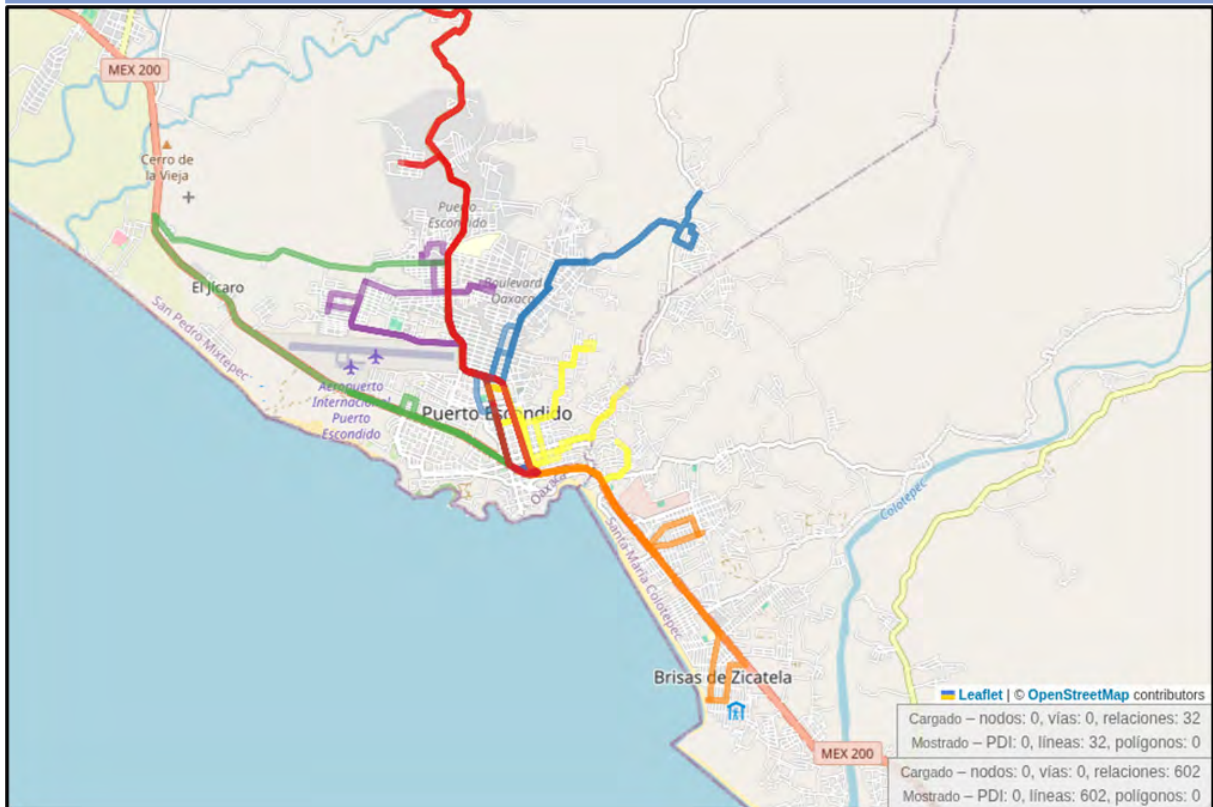 MEX 200
Cerro de
la Vieja
Puerto
Escondido
Boulevard
Oaxaca
El Jícaro
San Pedro Mixtepec
Aeropuerto
Internacional
Puerto
Escondido
Puerto Escondido
Oaxaca
Santa María Colotepec
Colotepec
Brisas de Zicatela
MEX 200
Leaflet | © OpenStreetMap contributors
Cargado – nodos: 0, vías: 0, relaciones: 32
Mostrado – PDI: 0, líneas: 32, polígonos: 0
Cargado – nodos: 0, vías: 0, relaciones: 602
Mostrado – PDI: 0, líneas: 602, polígonos: 0